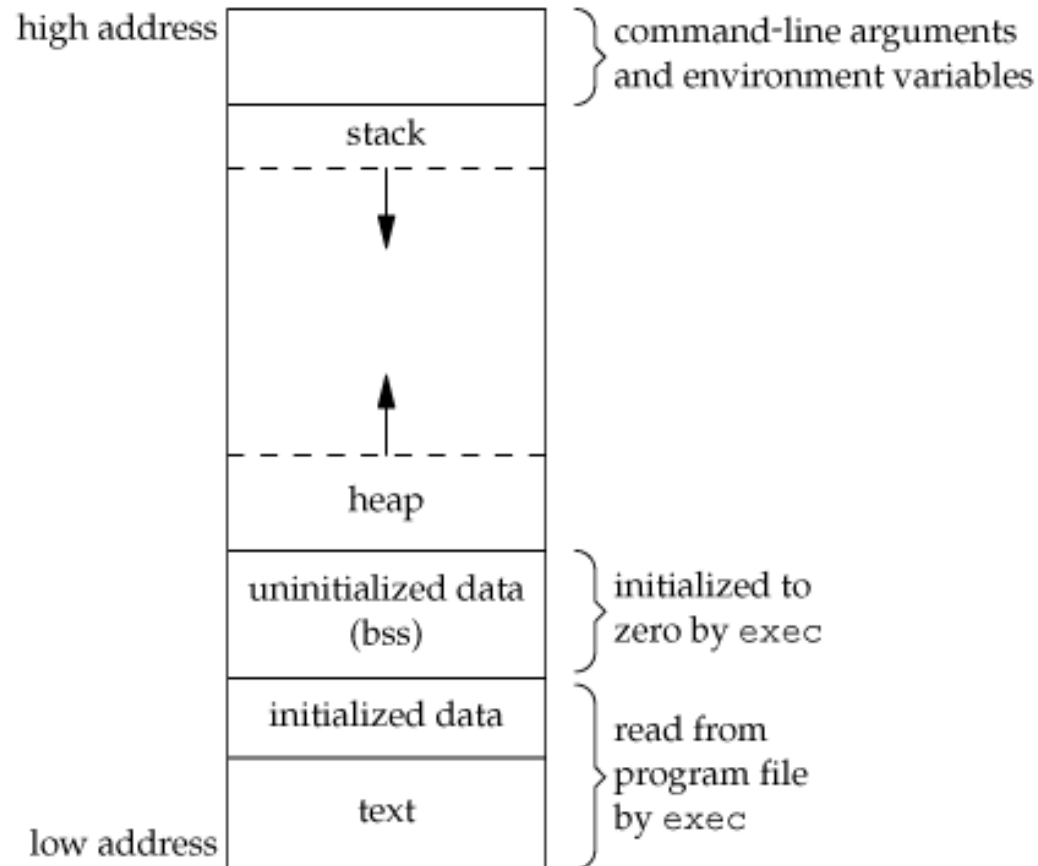 high address
command-line arguments
and environment variables
stack
heap
uninitialized data
(bss)
initialized to
zero by exec
initialized data
read from
program file
by exec
text
low address